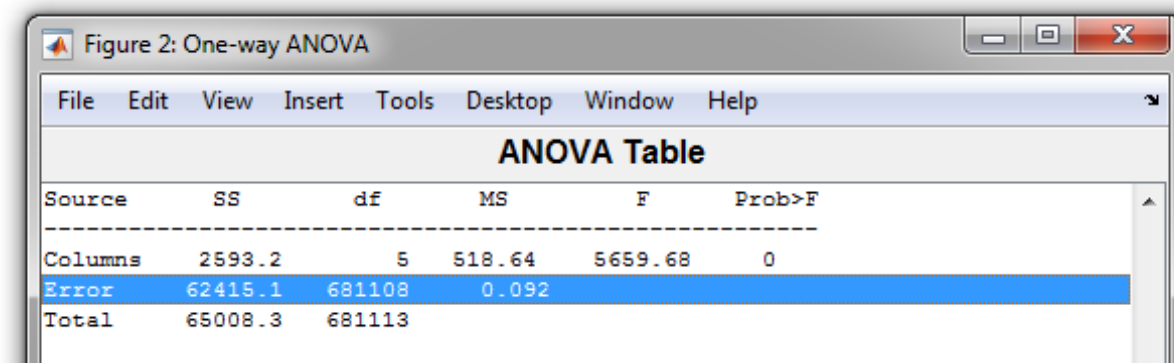 Figure 2: One-way ANOVA
File Edit View Insert Tools Desktop Window Help
ANOVA Table
Source SS df MS F Prob>F
---------------------------------------------------------
Columns 2593.2 5 518.64 5659.68 0
Error 62415.1 681108 0.092
Total 65008.3 681113